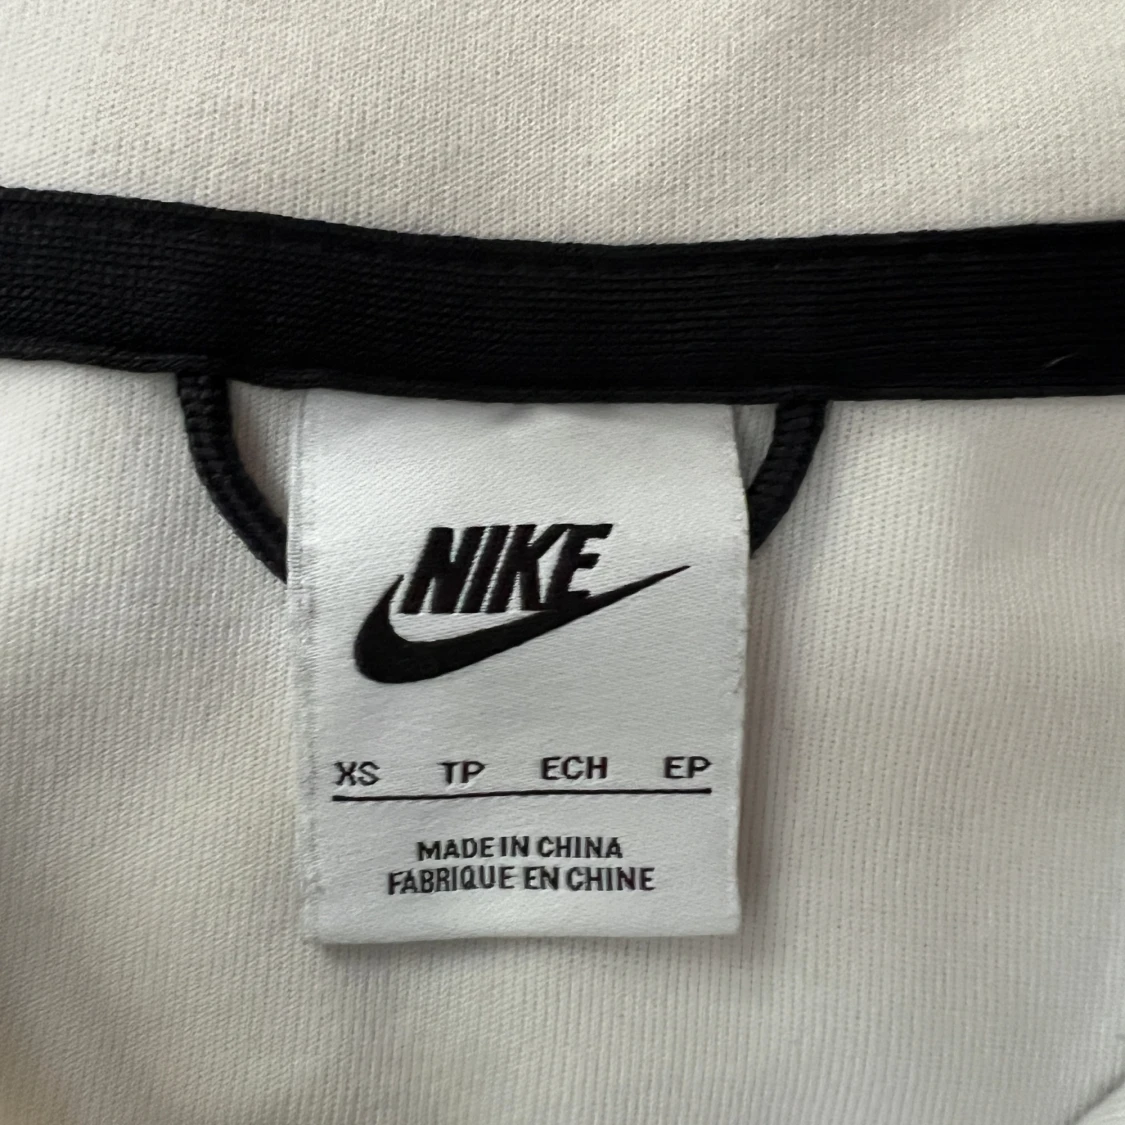 NIKE
XS TP ECH EP
MADE IN CHINA
FABRIQUE EN CHINE